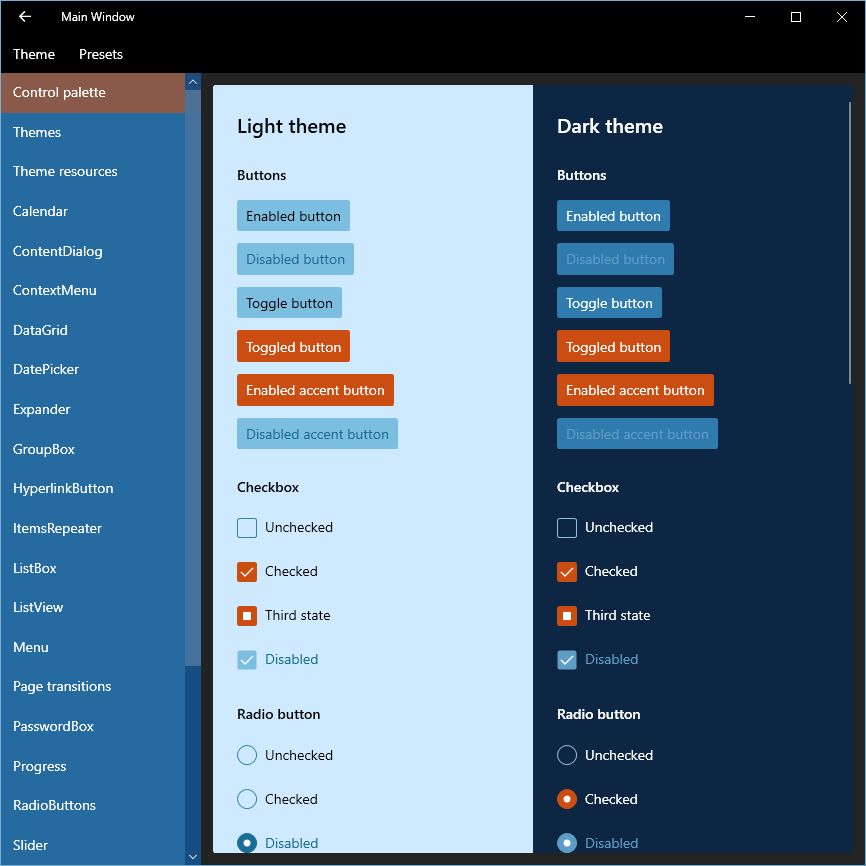 Main Window
Theme
Presets
Control palette
Themes
Theme resources
Calendar
ContentDialog
ContextMenu
DataGrid
DatePicker
Expander
GroupBox
HyperlinkButton
ItemsRepeater
ListBox
ListView
Menu
Page transitions
PasswordBox
Progress
RadioButtons
Slider
Light theme
Buttons
Enabled button
Disabled button
Toggle button
Toggled button
Enabled accent button
Disabled accent button
Checkbox
Unchecked
Checked
Third state
Disabled
Radio button
Unchecked
Checked
Disabled
Dark theme
Buttons
Enabled button
Disabled button
Toggle button
Toggled button
Enabled accent button
Disabled accent button
Checkbox
Unchecked
Checked
Third state
Disabled
Radio button
Unchecked
Checked
Disabled